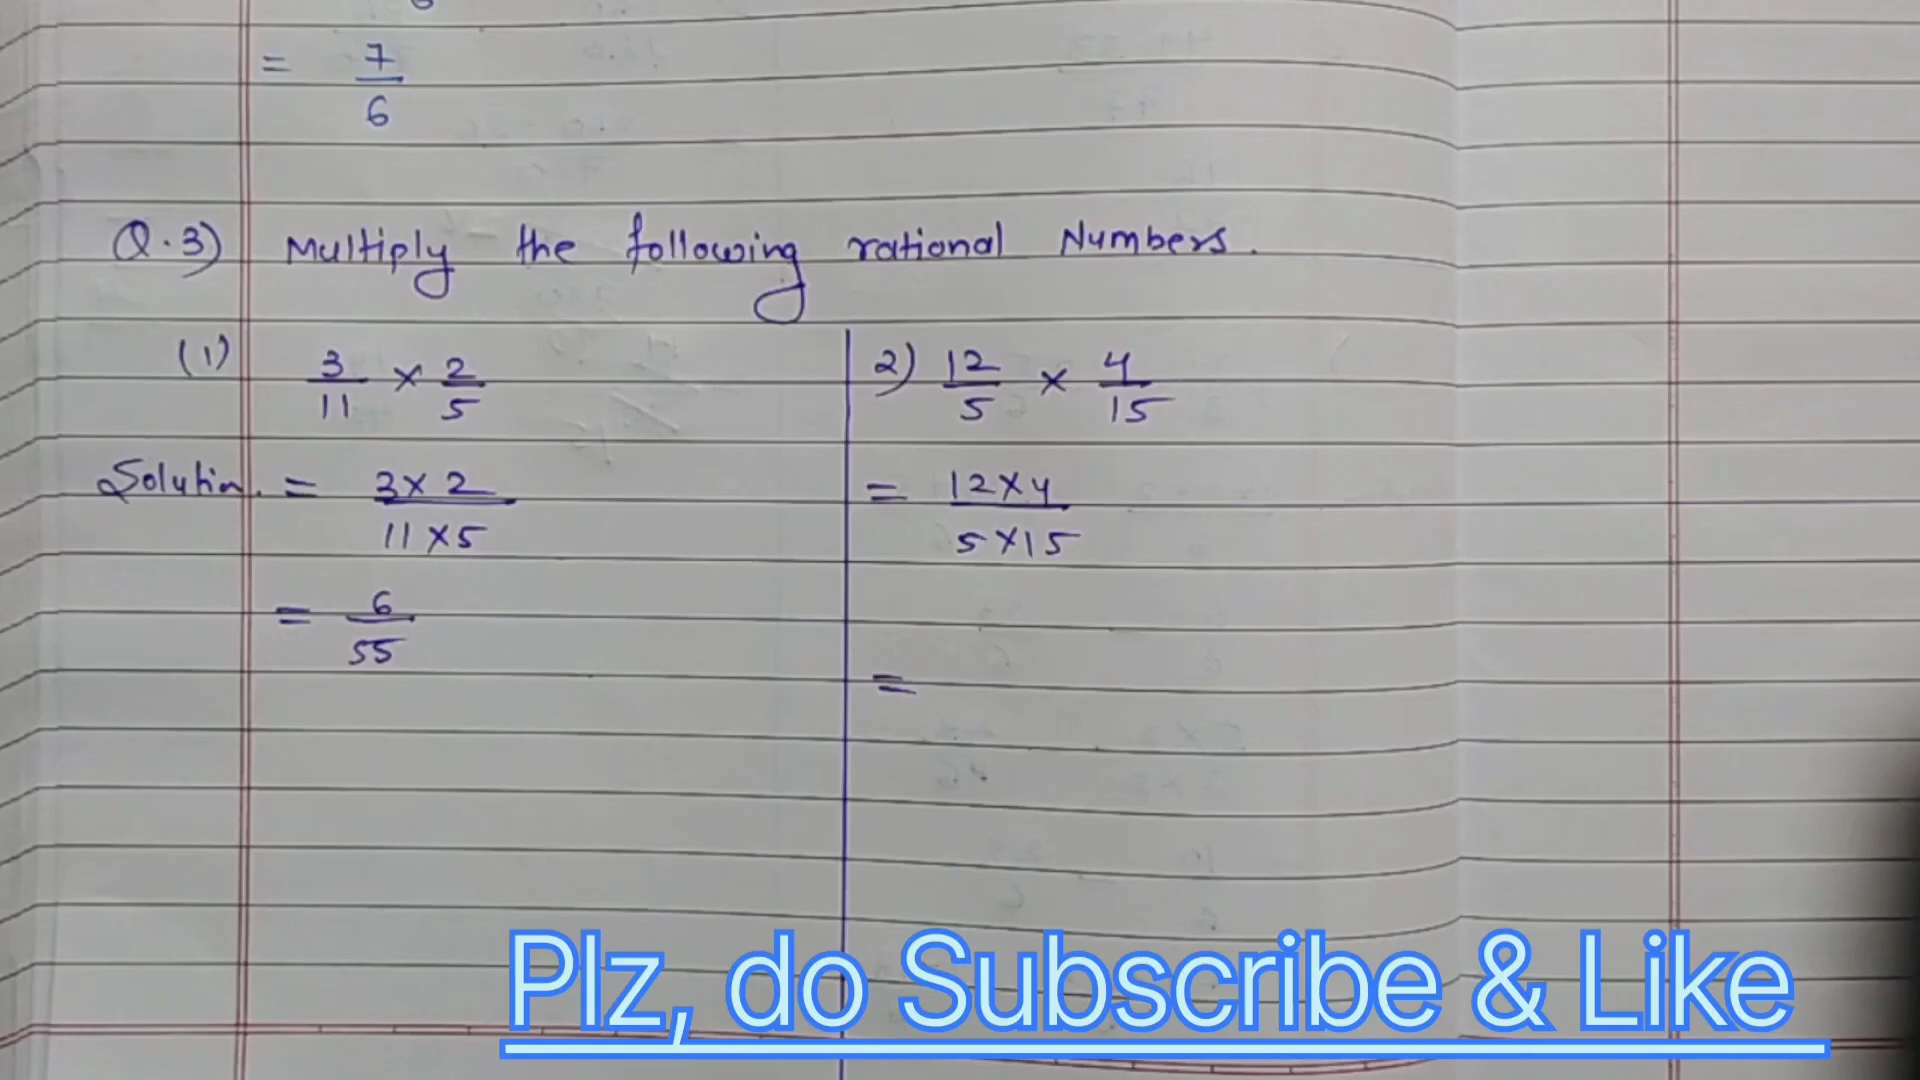 = 7/6
Q.3) Multiply the following rational Numbers.
(1) 3/11 × 2/5
Solution. = 3×2/11×5
= 6/55
2) 12/5 × 4/15
= 12×4/5×15
=
Plz, do Subscribe & Like